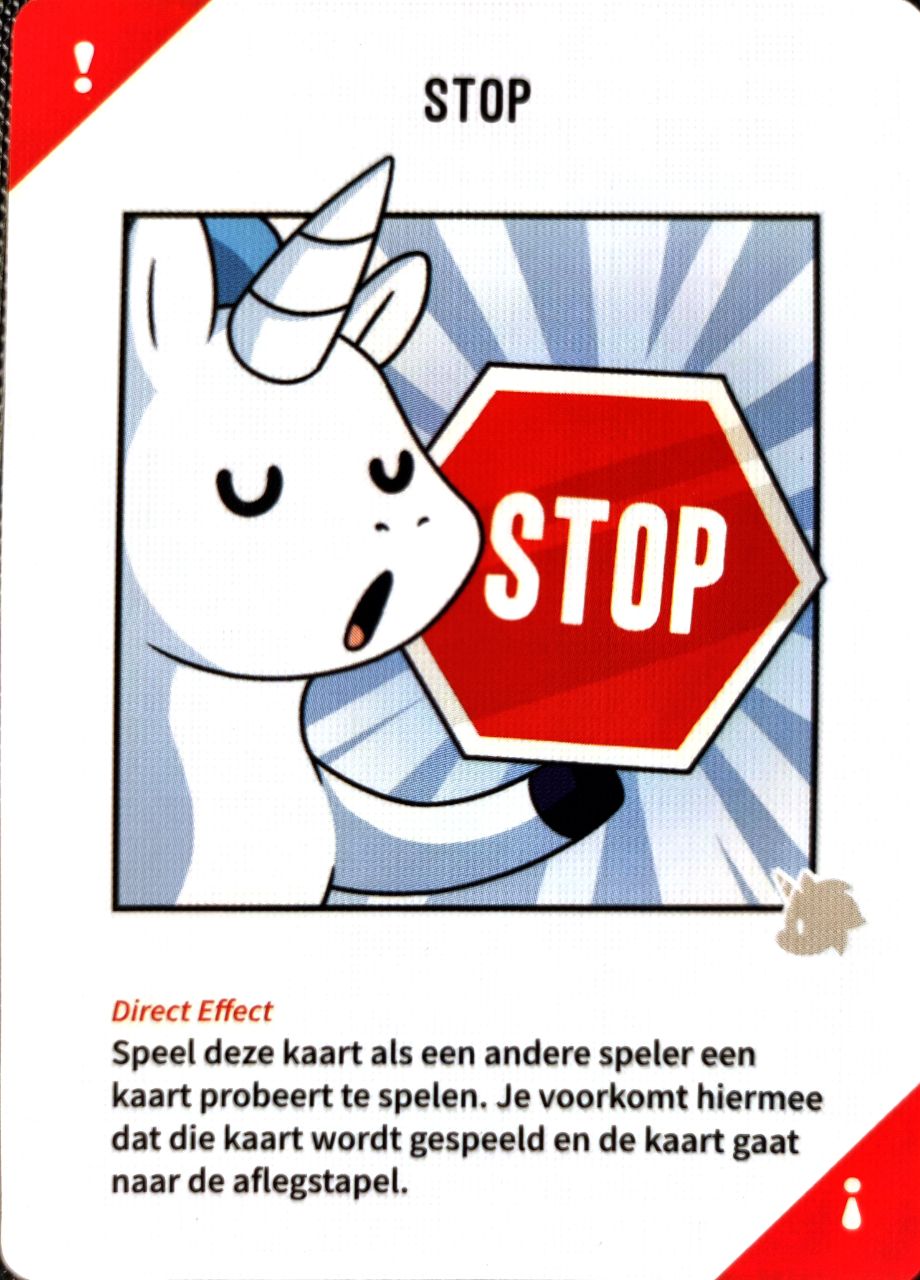 !
STOP
STOP
Direct Effect
Speel deze kaart als een andere speler een
kaart probeert te spelen. Je voorkomt hiermee
dat die kaart wordt gespeeld en de kaart gaat
naar de aflegstapel.
!